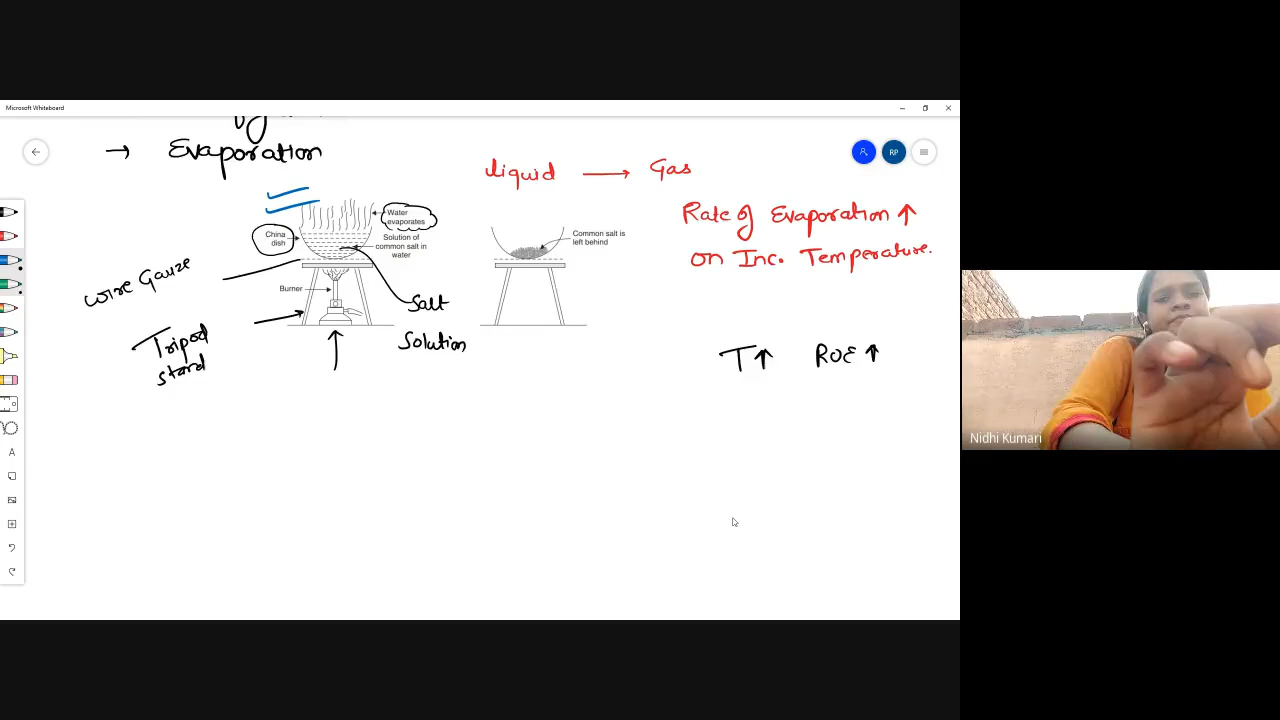 Microsoft Whiteboard
→ Evaporation
RP
liquid → Gas
Rate of Evaporation ↑
on Inc. Temperature.
Water
evaporates
China
dish
Solution of
common salt in
water
Common salt is
left behind
Wire Gauze
Burner
Salt
Solution
Tripod
stand
T↑ ROE ↑
A
Nidhi Kumari